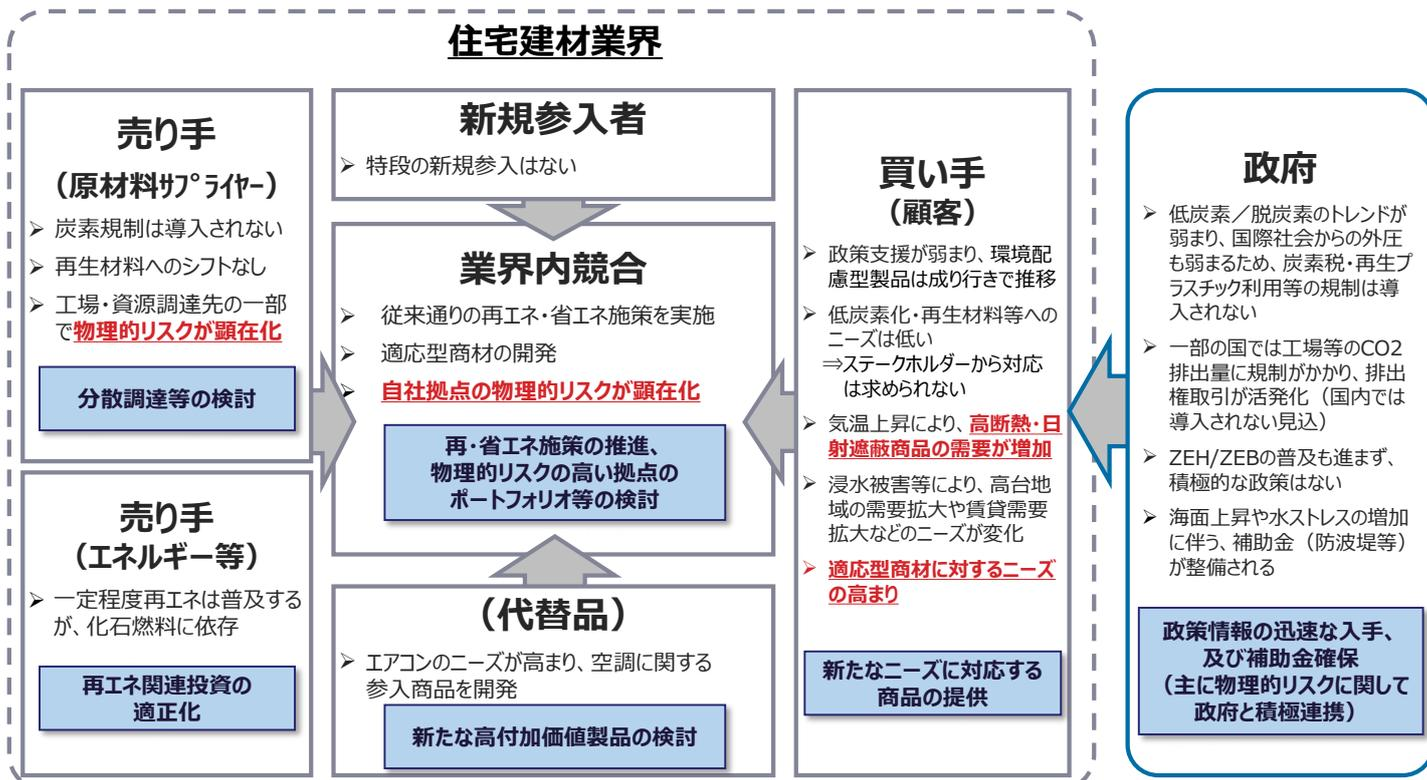 住宅建材業界
売り手
（原材料ｻﾌﾟﾗｲﾔｰ）
➢ 炭素規制は導入されない
➢ 再生材料へのシフトなし
➢ 工場・資源調達先の一部
で物理的リスクが顕在化
分散調達等の検討
売り手
（エネルギー等）
➢ 一定程度再エネは普及する
が、化石燃料に依存
再エネ関連投資の
適正化
新規参入者
➢ 特段の新規参入はない
業界内競合
➢ 従来通りの再エネ・省エネ施策を実施
➢ 適応型商材の開発
➢ 自社拠点の物理的リスクが顕在化
再・省エネ施策の推進、
物理的リスクの高い拠点の
ポートフォリオ等の検討
（代替品）
➢ エアコンのニーズが高まり、空調に関する
参入商品を開発
新たな高付加価値製品の検討
買い手
（顧客）
➢ 政策支援が弱まり、環境配
慮型製品は成り行きで推移
➢ 低炭素化・再生材料等への
ニーズは低い
⇒ステークホルダーから対応
は求められない
➢ 気温上昇により、高断熱・日
射遮蔽商品の需要が増加
➢ 浸水被害等により、高台地
域の需要拡大や賃貸需要
拡大などのニーズが変化
➢ 適応型商材に対するニーズ
の高まり
新たなニーズに対応する
商品の提供
政府
➢ 低炭素／脱炭素のトレンドが
弱まり、国際社会からの外圧
も弱まるため、炭素税・再生プ
ラスチック利用等の規制は導
入されない
➢ 一部の国では工場等のCO2
排出量に規制がかかり、排出
権取引が活発化（国内では
導入されない見込）
➢ ZEH/ZEBの普及も進まず、
積極的な政策はない
➢ 海面上昇や水ストレスの増加
に伴う、補助金（防波堤等）
が整備される
政策情報の迅速な入手、
及び補助金確保
（主に物理的リスクに関して
政府と積極連携）